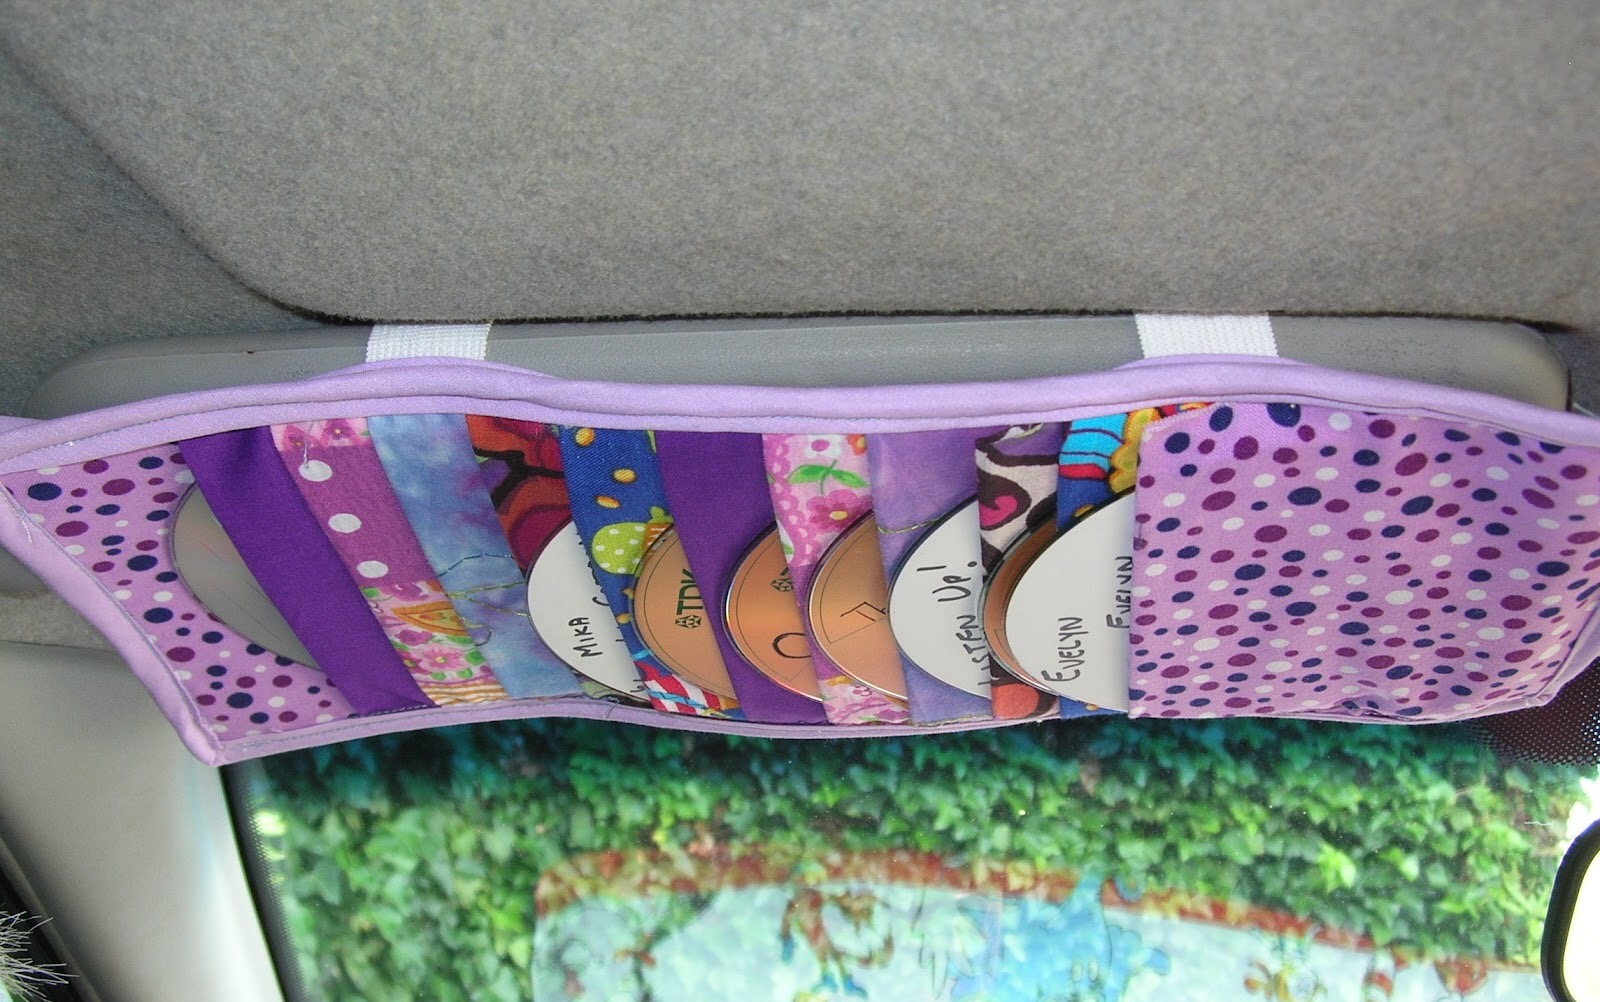 MIKA
TDK
LISTEN UP!
EVELYN
EVELYN